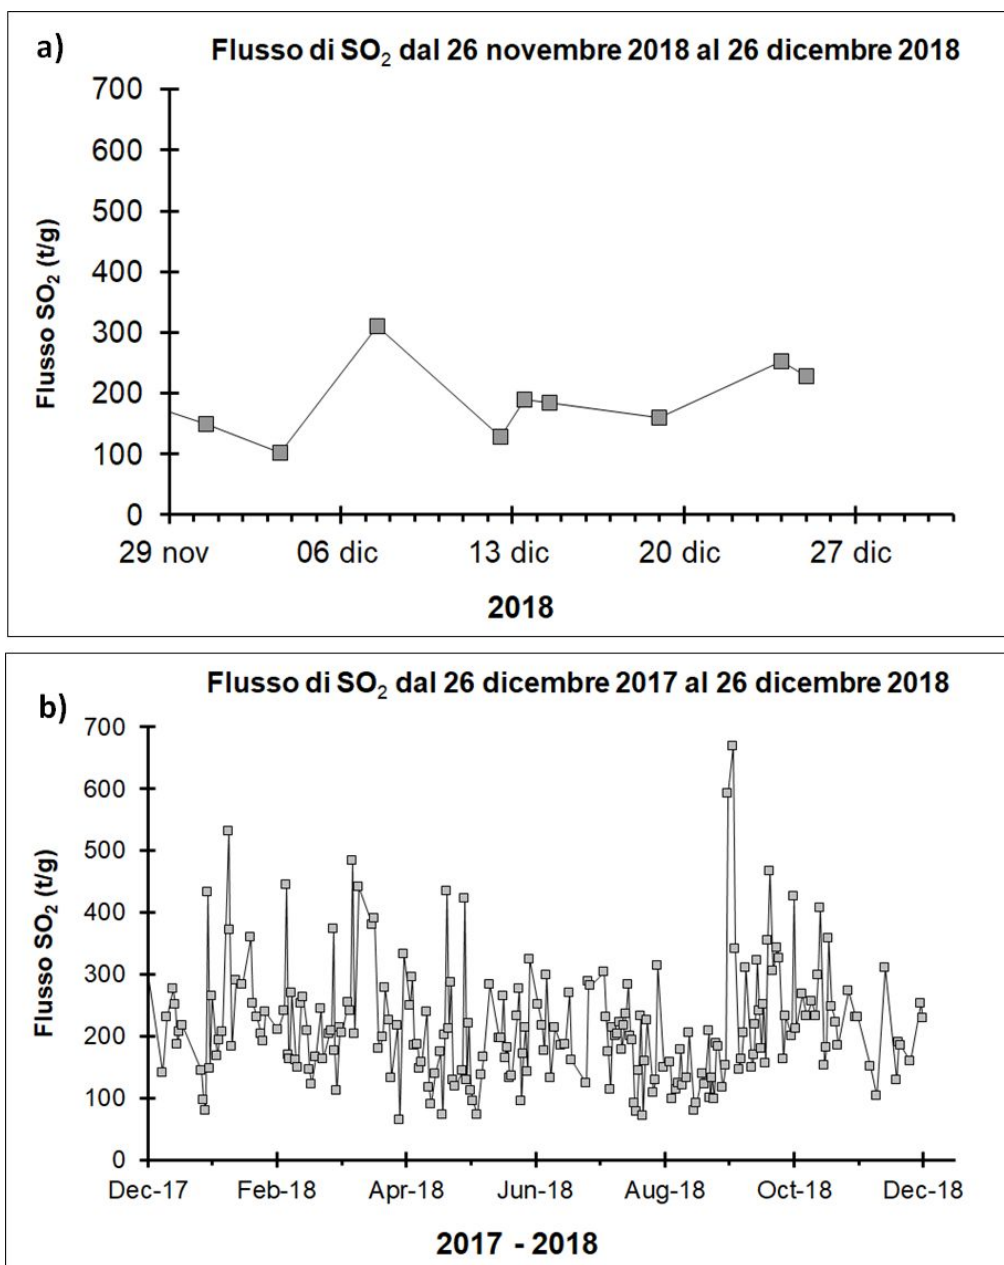 a)
Flusso di SO₂ dal 26 novembre 2018 al 26 dicembre 2018
Flusso SO₂ (t/g)
700
600
500
400
300
200
100
0
29 nov 06 dic 13 dic 20 dic 27 dic
2018
b)
Flusso di SO₂ dal 26 dicembre 2017 al 26 dicembre 2018
Flusso SO₂ (t/g)
700
600
500
400
300
200
100
0
Dec-17 Feb-18 Apr-18 Jun-18 Aug-18 Oct-18 Dec-18
2017 - 2018